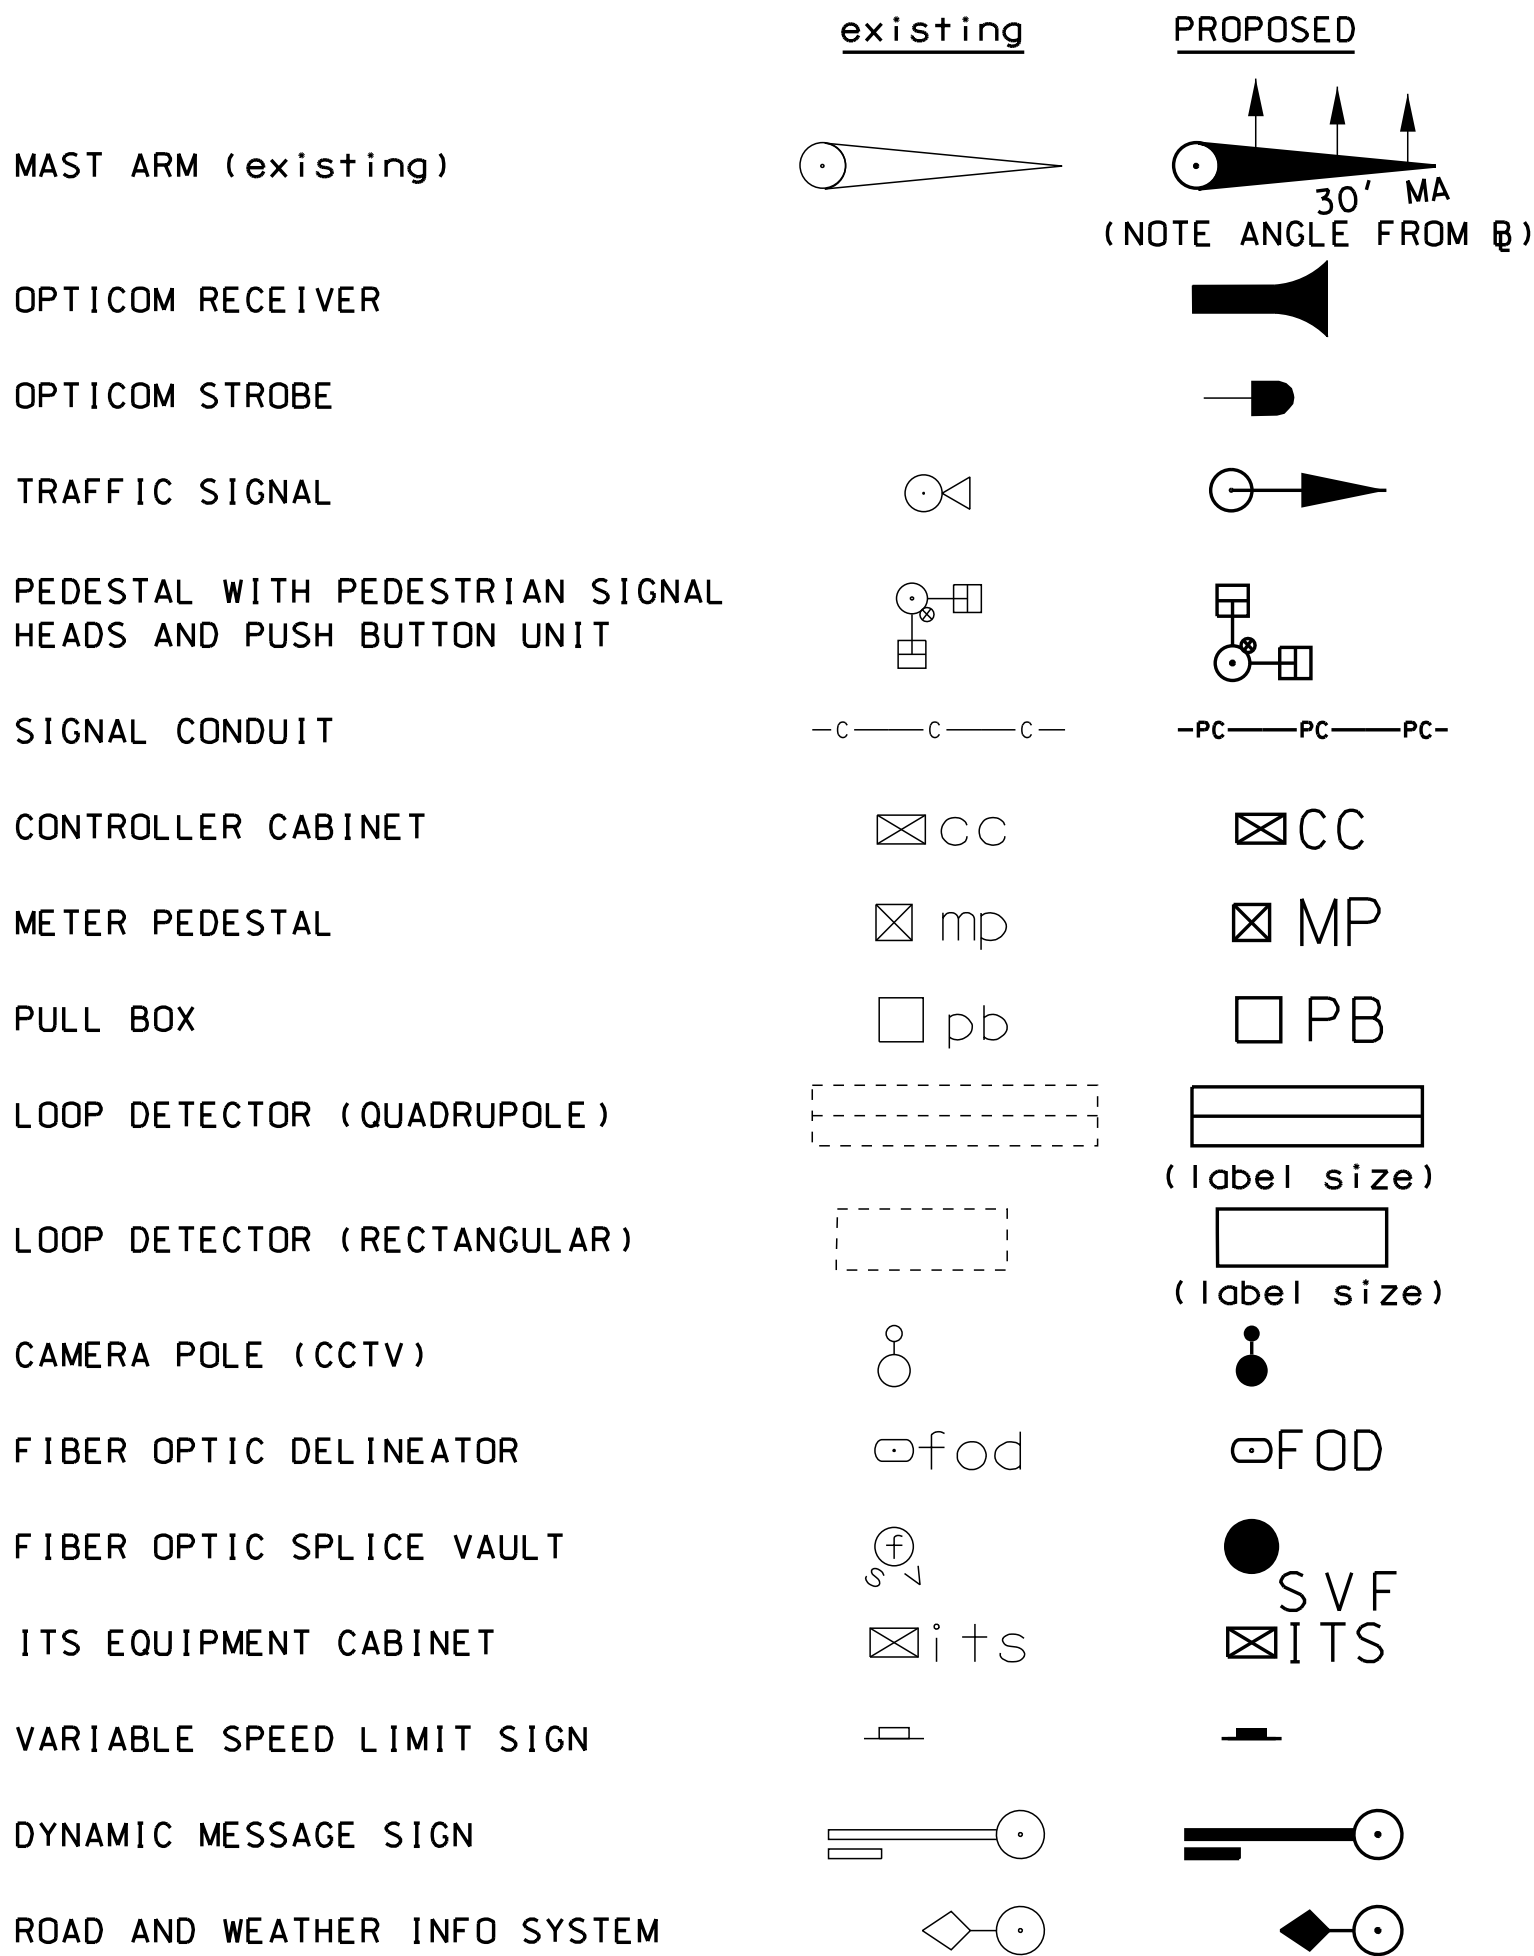 existing PROPOSED
MAST ARM (existing)
30' MA
(NOTE ANGLE FROM BL)
OPTICOM RECEIVER
OPTICOM STROBE
TRAFFIC SIGNAL
PEDESTAL WITH PEDESTRIAN SIGNAL
HEADS AND PUSH BUTTON UNIT
SIGNAL CONDUIT C C C PC PC PC
CONTROLLER CABINET cc CC
METER PEDESTAL mp MP
PULL BOX pb PB
LOOP DETECTOR (QUADRUPOLE)
(label size)
LOOP DETECTOR (RECTANGULAR)
(label size)
CAMERA POLE (CCTV)
FIBER OPTIC DELINEATOR fod FOD
FIBER OPTIC SPLICE VAULT f
s v SVF
ITS EQUIPMENT CABINET its ITS
VARIABLE SPEED LIMIT SIGN
DYNAMIC MESSAGE SIGN
ROAD AND WEATHER INFO SYSTEM